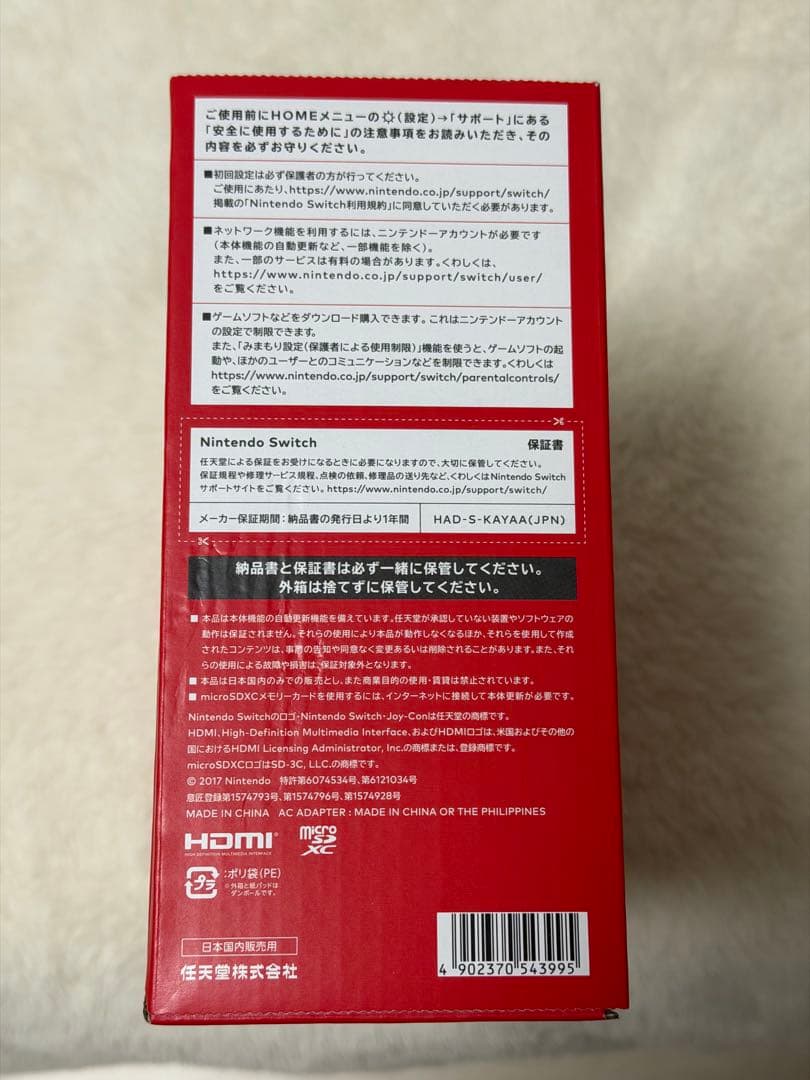 ご使用前にHOMEメニューの(設定)→「サポート」にある
「安全に使用するために」の注意事項をお読みいただき、その
内容を必ずお守りください。
■初回設定は必ず保護者の方が行ってください。
ご使用にあたり、https://www.nintendo.co.jp/support/switch/
掲載の「Nintendo Switch利用規約」に同意していただく必要があります。
■ネットワーク機能を利用するには、ニンテンドーアカウントが必要です
(本体機能の自動更新など、一部機能を除く)。
また、一部のサービスは有料の場合があります。くわしくは、
https://www.nintendo.co.jp/support/switch/user/
をご覧ください。
■ゲームソフトなどをダウンロード購入できます。これはニンテンドーアカウント
の設定で制限できます。
また、「みまもり設定(保護者による使用制限)」機能を使うと、ゲームソフトの起
動や、ほかのユーザーとのコミュニケーションなどを制限できます。くわしくは
https://www.nintendo.co.jp/support/switch/parentalcontrols/
をご覧ください。
Nintendo Switch 保証書
任天堂による保証をお受けになるときに必要になりますので、大切に保管してください。
保証規程や修理サービス規程、点検の依頼、修理品の送り先など、くわしくはNintendo Switch
サポートサイトをご覧ください。https://www.nintendo.co.jp/support/switch/
メーカー保証期間:納品書の発行日より1年間 HAD-S-KAYAA(JPN)
納品書と保証書は必ず一緒に保管してください。
外箱は捨てずに保管してください。
■ 本品は本体機能の自動更新機能を備えています。任天堂が承認していない装置やソフトウェアの
動作は保証されません。それらの使用により本品が動作しなくなるほか、それらを使用して作成
されたコンテンツは、事前の告知や同意なく変更あるいは削除されることがあります。また、それ
らの使用による故障や損害は、保証対象外となります。
■ 本品は日本国内のみでの販売とし、また商業目的の使用・賃貸は禁止されています。
■ microSDXCメモリーカードを使用するには、インターネットに接続して本体更新が必要です。
Nintendo Switchのロゴ・Nintendo Switch・Joy-Conは任天堂の商標です。
HDMI、High-Definition Multimedia Interface、およびHDMIロゴは、米国およびその他の
国におけるHDMI Licensing Administrator, Inc.の商標または、登録商標です。
microSDXCロゴはSD-3C, LLC.の商標です。
© 2017 Nintendo 特許第6074534号、第6121034号
意匠登録第1574793号、第1574796号、第1574928号
MADE IN CHINA AC ADAPTER : MADE IN CHINA OR THE PHILIPPINES
HDMI
HIGH DEFINITION MULTIMEDIA INTERFACE
micro
SD
XC
プラ
:ポリ袋(PE)
※外箱と紙パッドは
ダンボールです。
日本国内販売用
任天堂株式会社
4 902370 543995